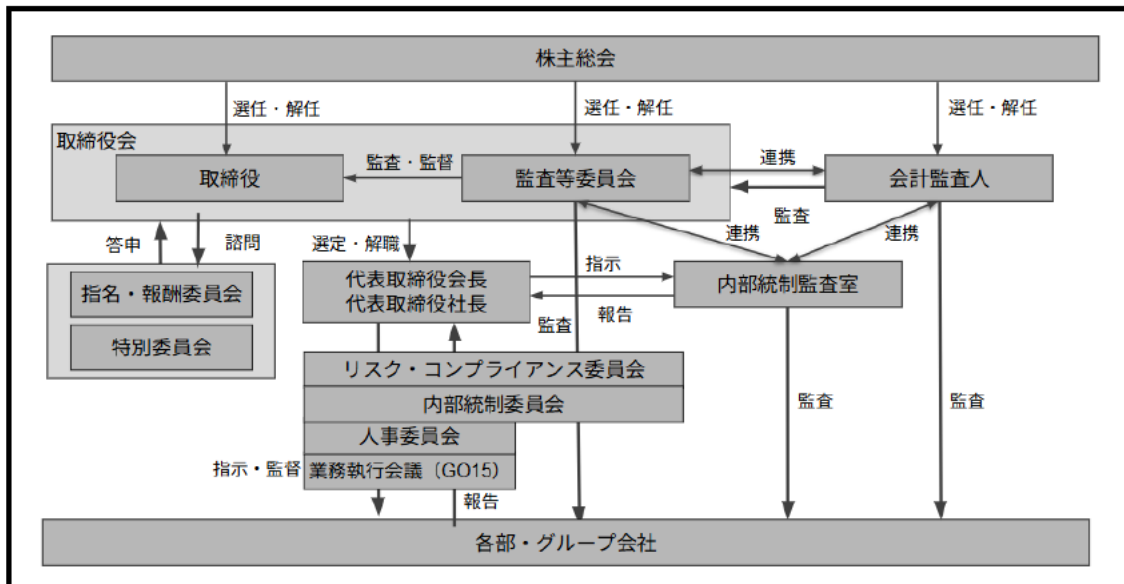 株主総会
選任・解任
選任・解任
選任・解任
取締役会
取締役
監査・監督
監査等委員会
連携
会計監査人
監査
答申
諮問
選定・解職
連携
連携
指名・報酬委員会
特別委員会
代表取締役会長
代表取締役社長
指示
報告
内部統制監査室
監査
リスク・コンプライアンス委員会
内部統制委員会
人事委員会
業務執行会議（GO15）
指示・監督
報告
監査
監査
各部・グループ会社